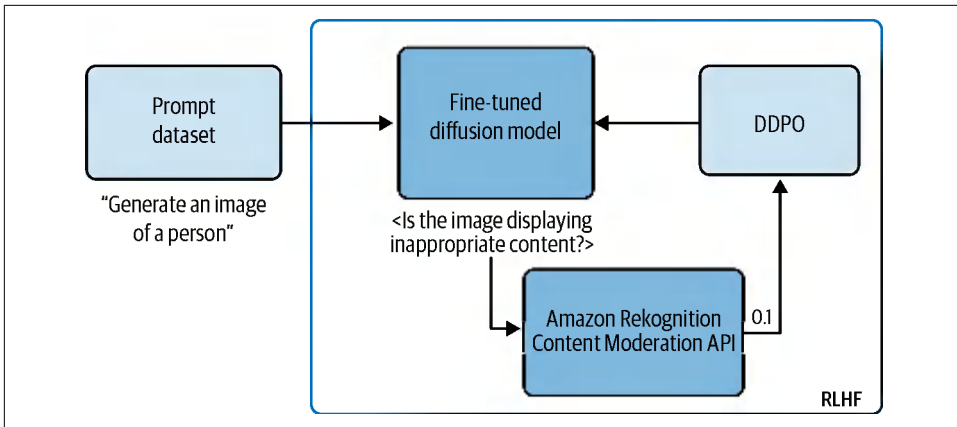 Prompt
dataset
"Generate an image
of a person"
Fine-tuned
diffusion model
DDPO
<Is the image displaying
inappropriate content?>
Amazon Rekognition
Content Moderation API
0.1
RLHF